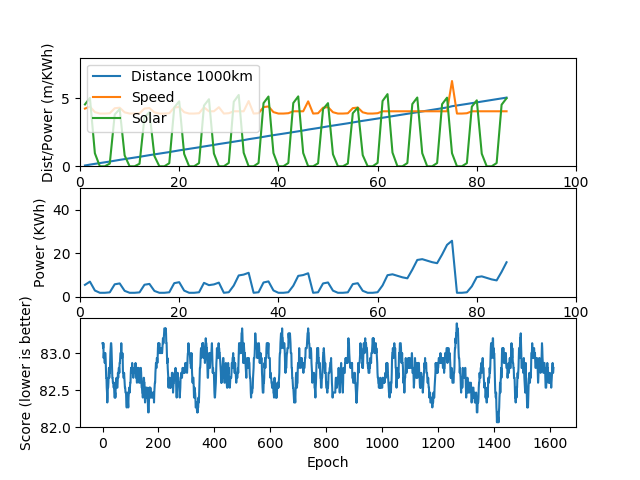 Dist/Power (m/KWh)
Distance 1000km
Speed
Solar
5
0
0 20 40 60 80 100
Power (KWh)
40
20
0
0 20 40 60 80 100
Score (lower is better)
83.0
82.5
82.0
0 200 400 600 800 1000 1200 1400 1600
Epoch